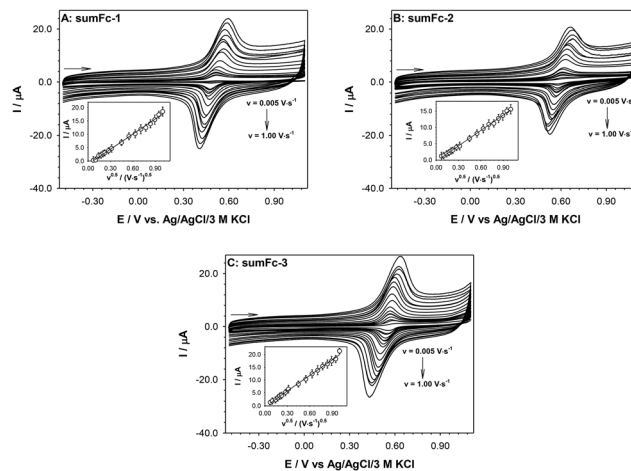 A: sumFc-1
20.0
0.0
-20.0
-40.0
I / µA
-0.30 0.00 0.30 0.60 0.90
E / V vs. Ag/AgCl/3 M KCl
v = 0.005 V·s⁻¹
v = 1.00 V·s⁻¹
20.0
15.0
10.0
5.0
0.0
I / µA
0.00 0.30 0.60 0.90
v⁰·⁵ / (V·s⁻¹)⁰·⁵
B: sumFc-2
40.0
20.0
0.0
-20.0
-40.0
I / µA
-0.30 0.00 0.30 0.60 0.90
E / V vs Ag/AgCl/3 M KCl
v = 0.005 V·s⁻¹
v = 1.00 V·s⁻¹
15.0
10.0
5.0
0.0
I / µA
0.00 0.30 0.60 0.90
v⁰·⁵ / (V·s⁻¹)⁰·⁵
C: sumFc-3
20.0
0.0
-20.0
-40.0
I / µA
-0.30 0.00 0.30 0.60 0.90
E / V vs Ag/AgCl/3 M KCl
v = 0.005 V·s⁻¹
v = 1.00 V·s⁻¹
20.0
15.0
10.0
5.0
0.0
I / µA
0.00 0.30 0.60 0.90
v⁰·⁵ / (V·s⁻¹)⁰·⁵